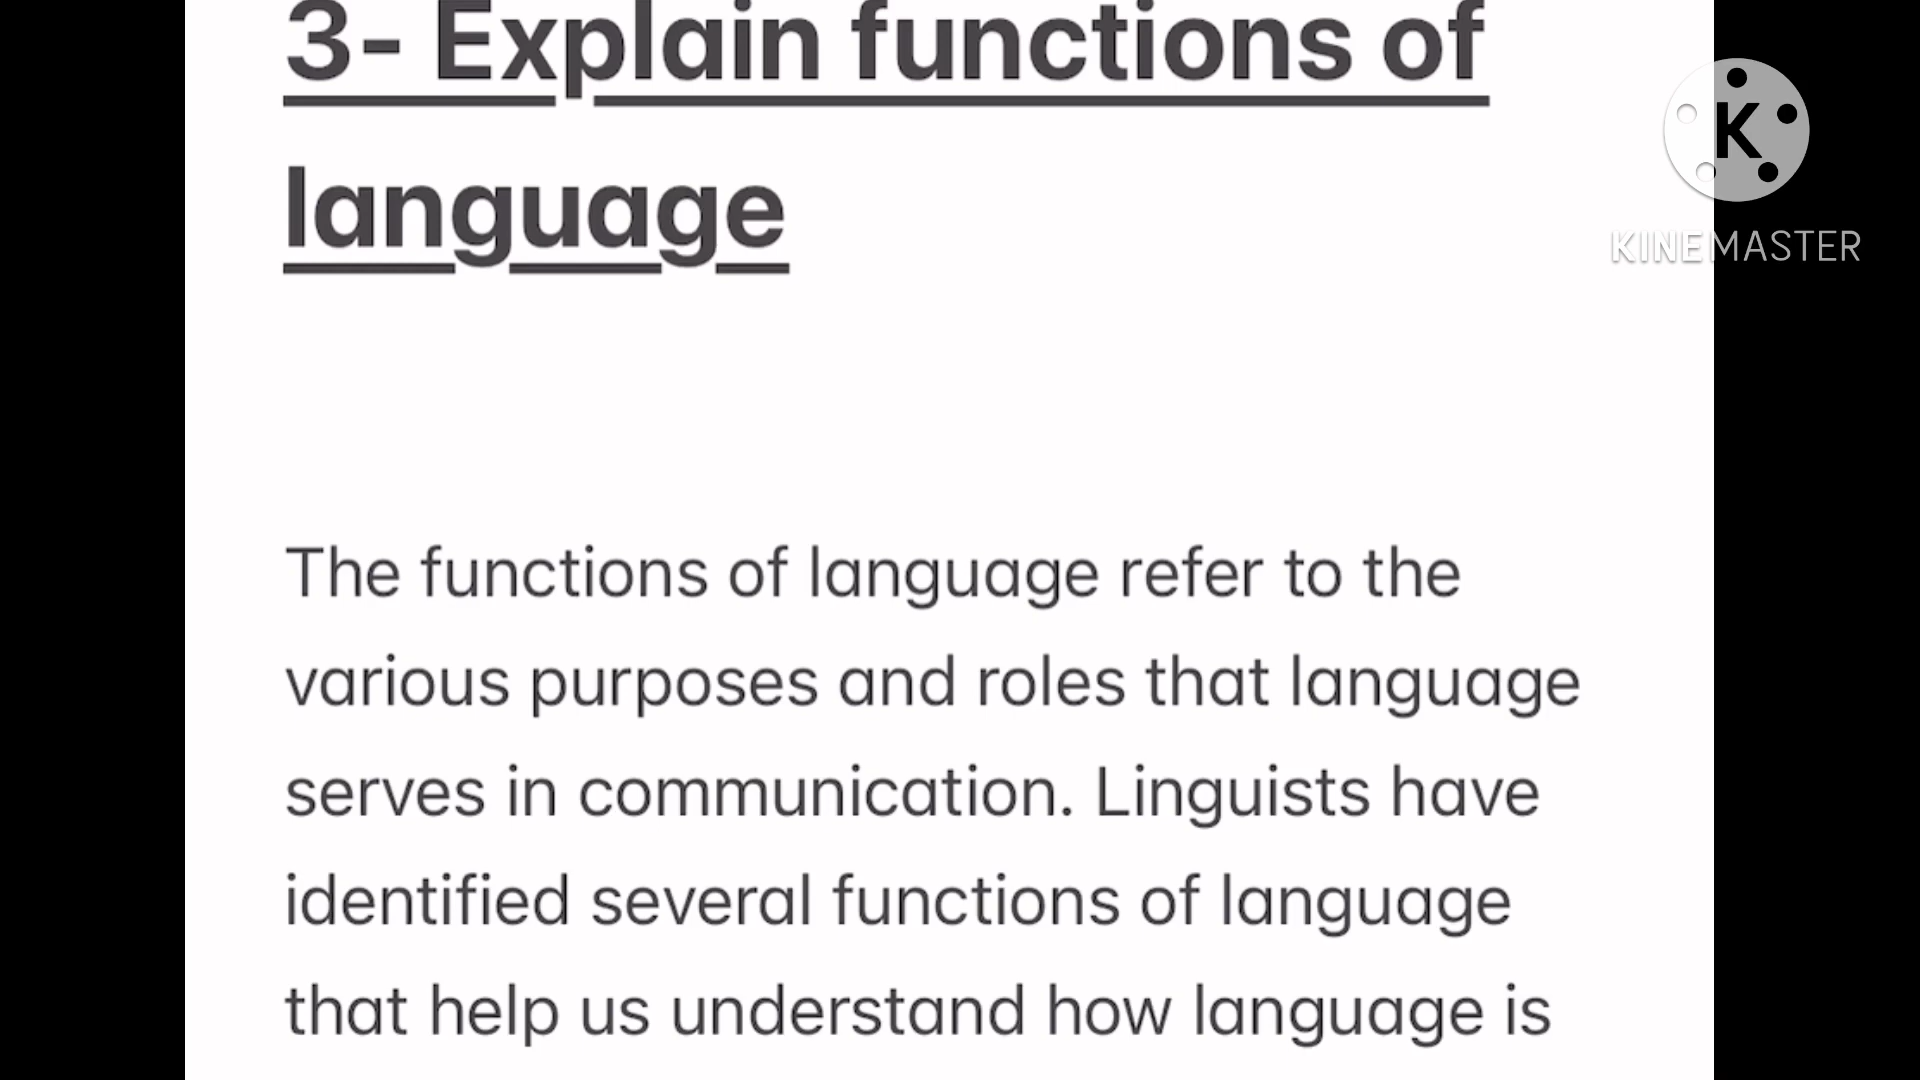 3- Explain functions of
language
K
KINEMASTER
The functions of language refer to the
various purposes and roles that language
serves in communication. Linguists have
identified several functions of language
that help us understand how language is